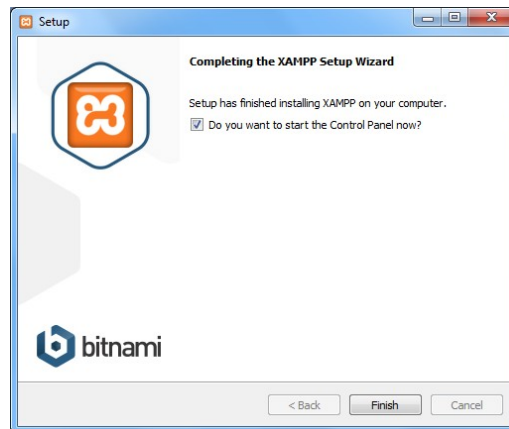 Setup
Completing the XAMPP Setup Wizard
Setup has finished installing XAMPP on your computer.
Do you want to start the Control Panel now?
bitnami
< Back
Finish
Cancel